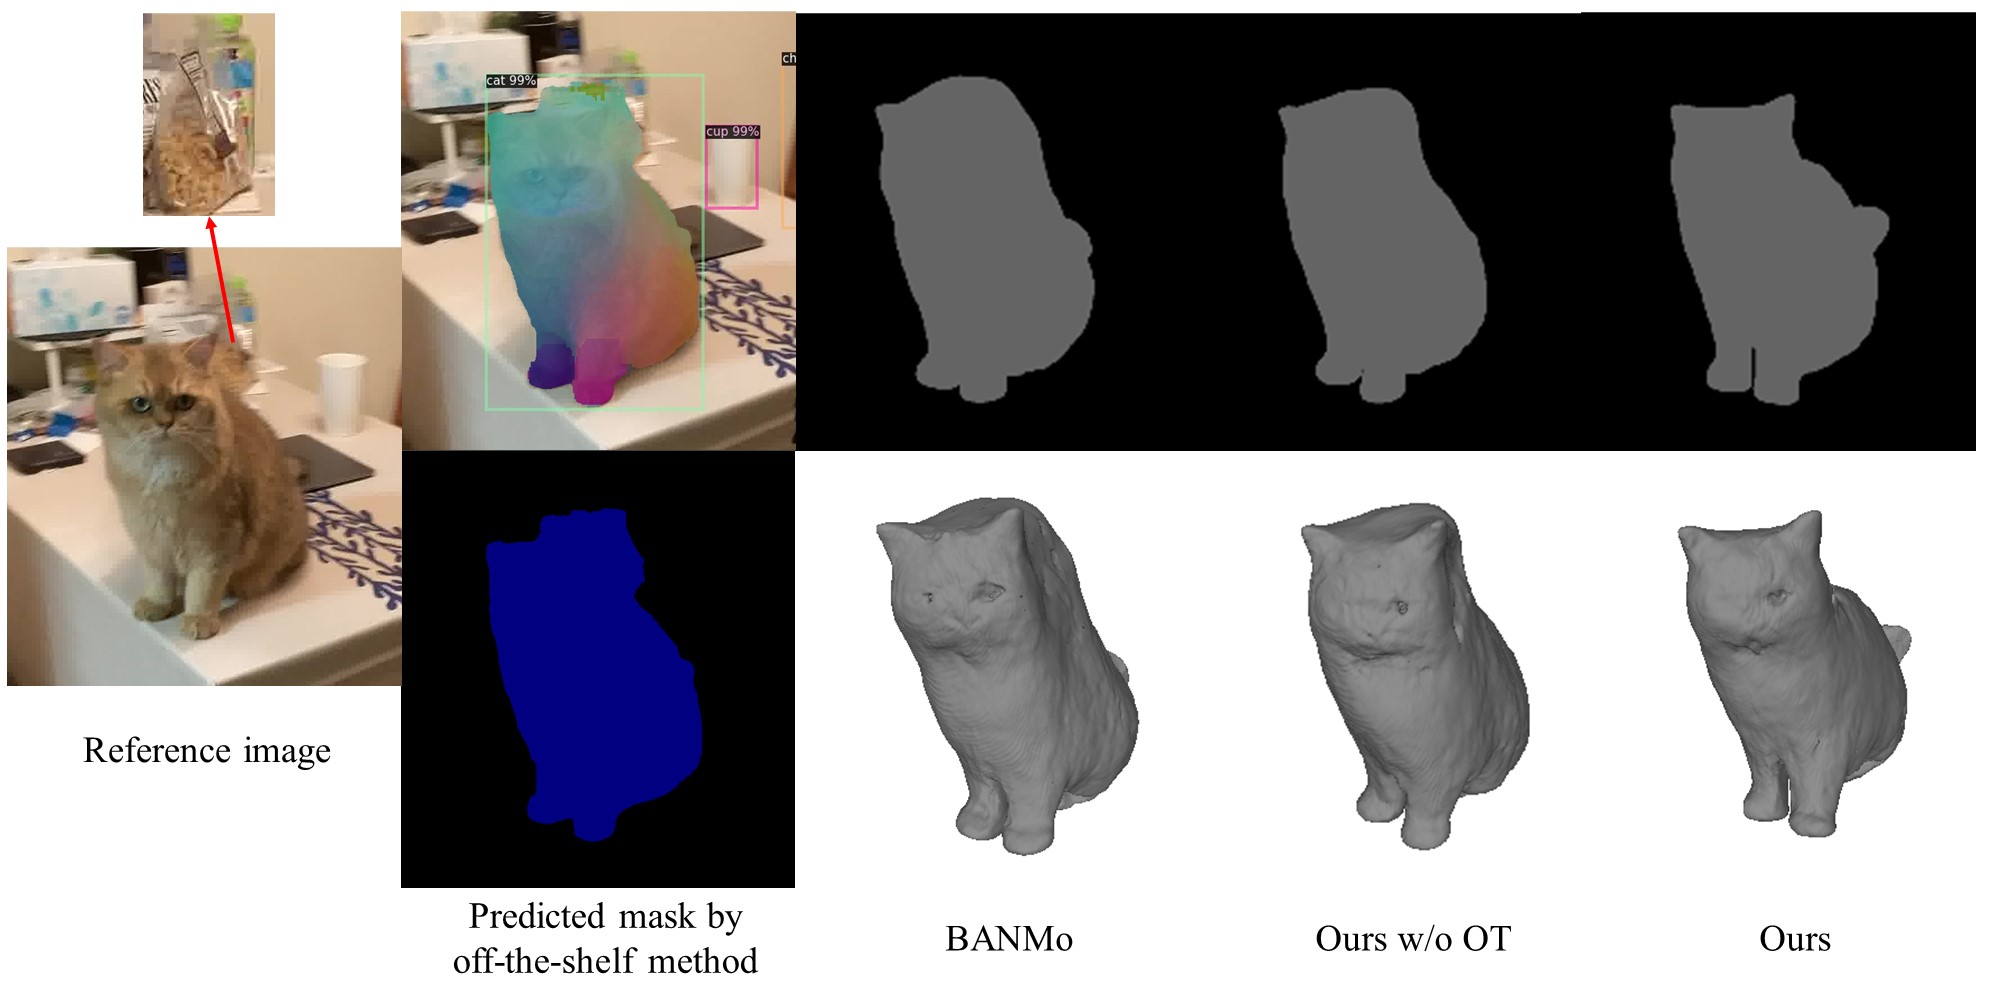 cat 99%
ch
cup 99%
Reference image
Predicted mask by
off-the-shelf method
BANMo
Ours w/o OT
Ours